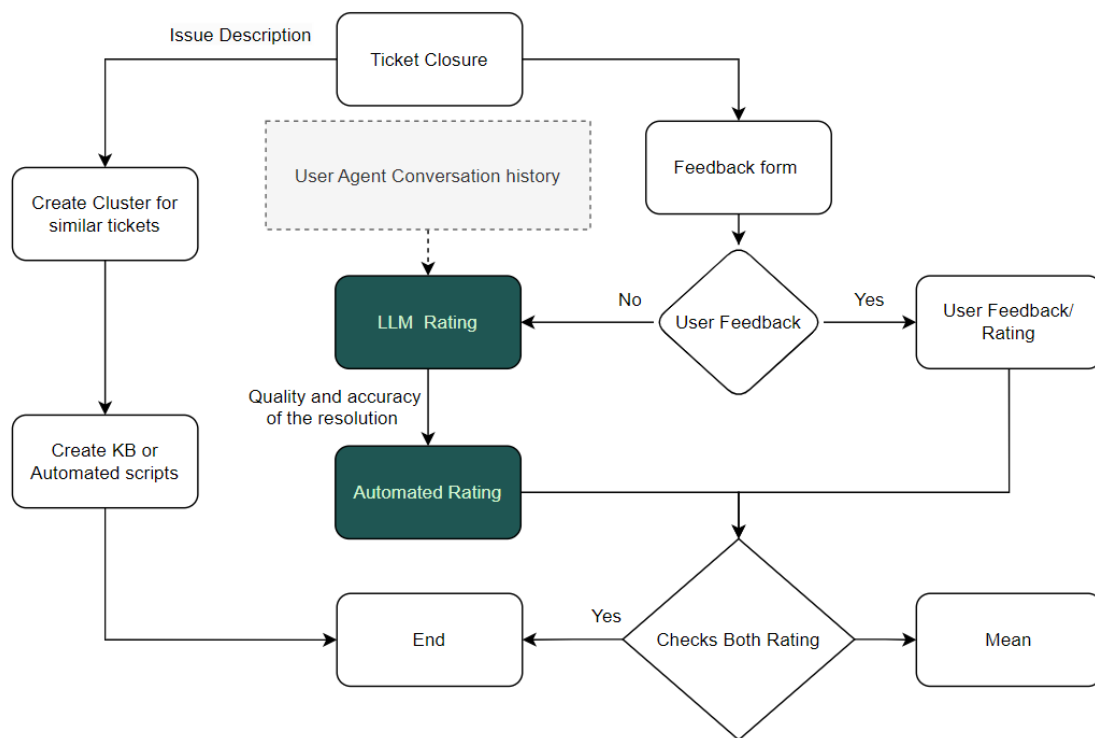 Issue Description
Ticket Closure
User Agent Conversation history
Feedback form
Create Cluster for
similar tickets
No
Yes
LLM Rating
User Feedback
User Feedback/
Rating
Quality and accuracy
of the resolution
Create KB or
Automated scripts
Automated Rating
Yes
End
Checks Both Rating
Mean